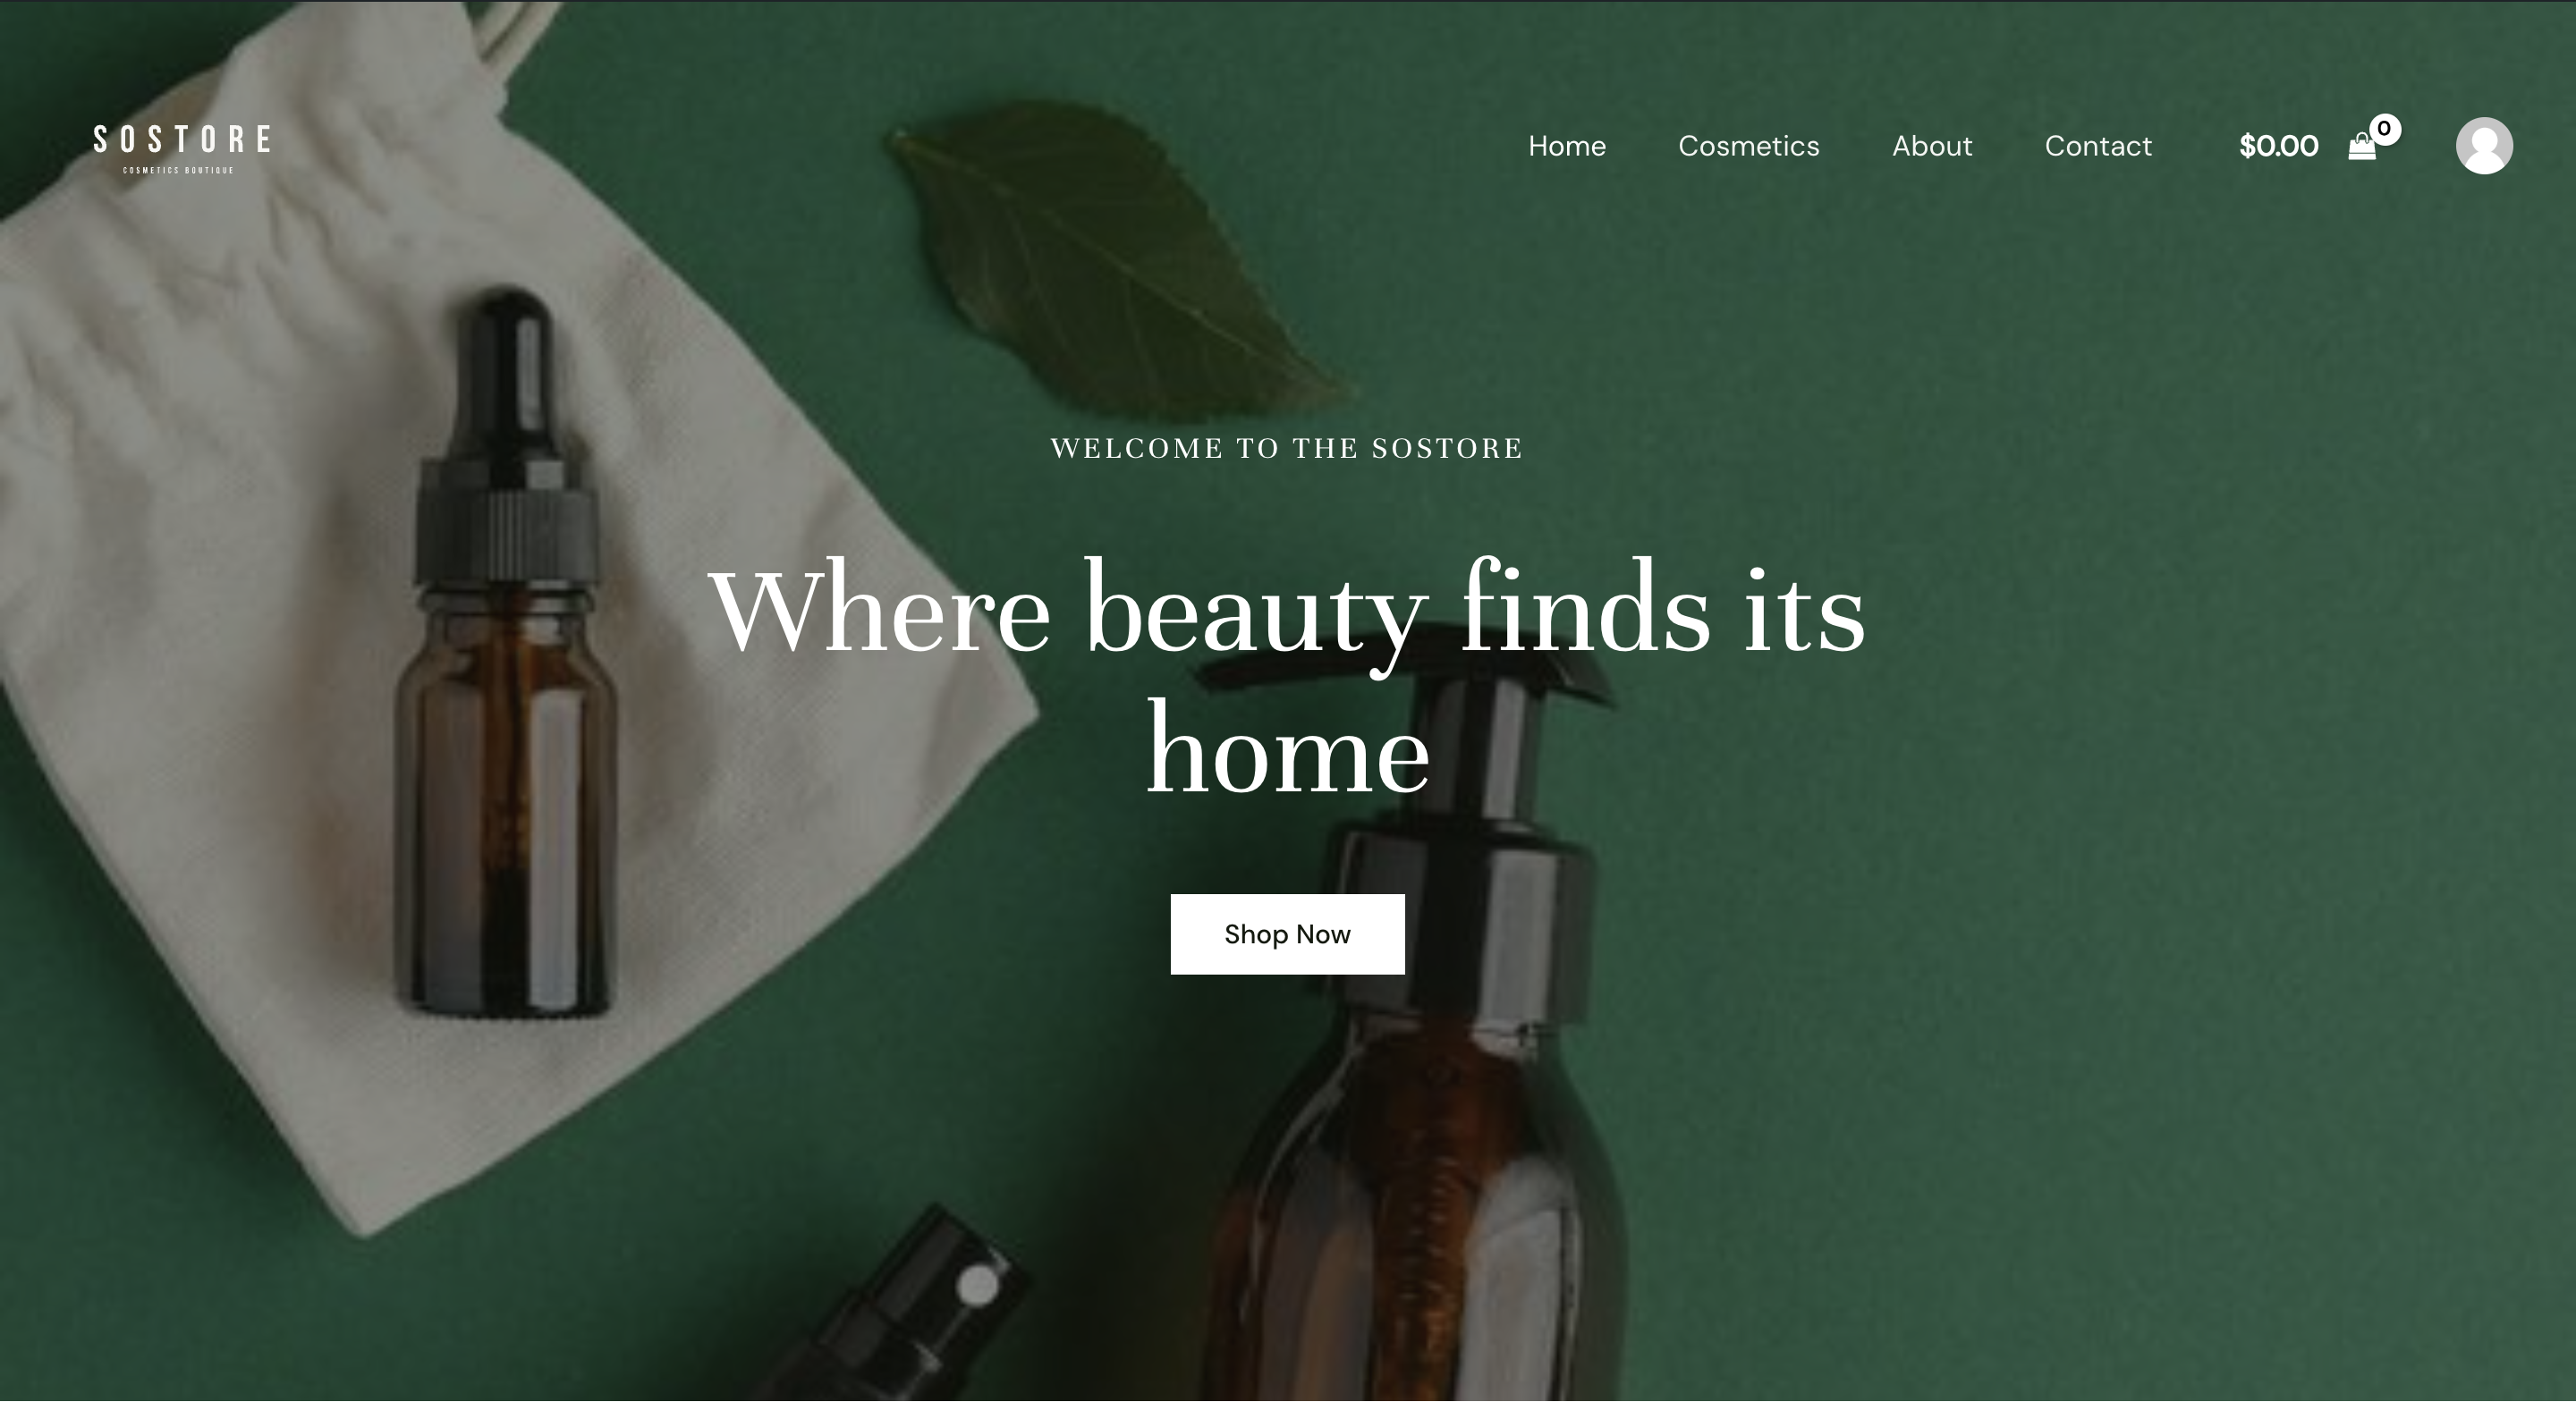 SOSTORE
COSMETICS BOUTIQUE
Home Cosmetics About Contact $0.00 0
WELCOME TO THE SOSTORE
Where beauty finds its
home
Shop Now